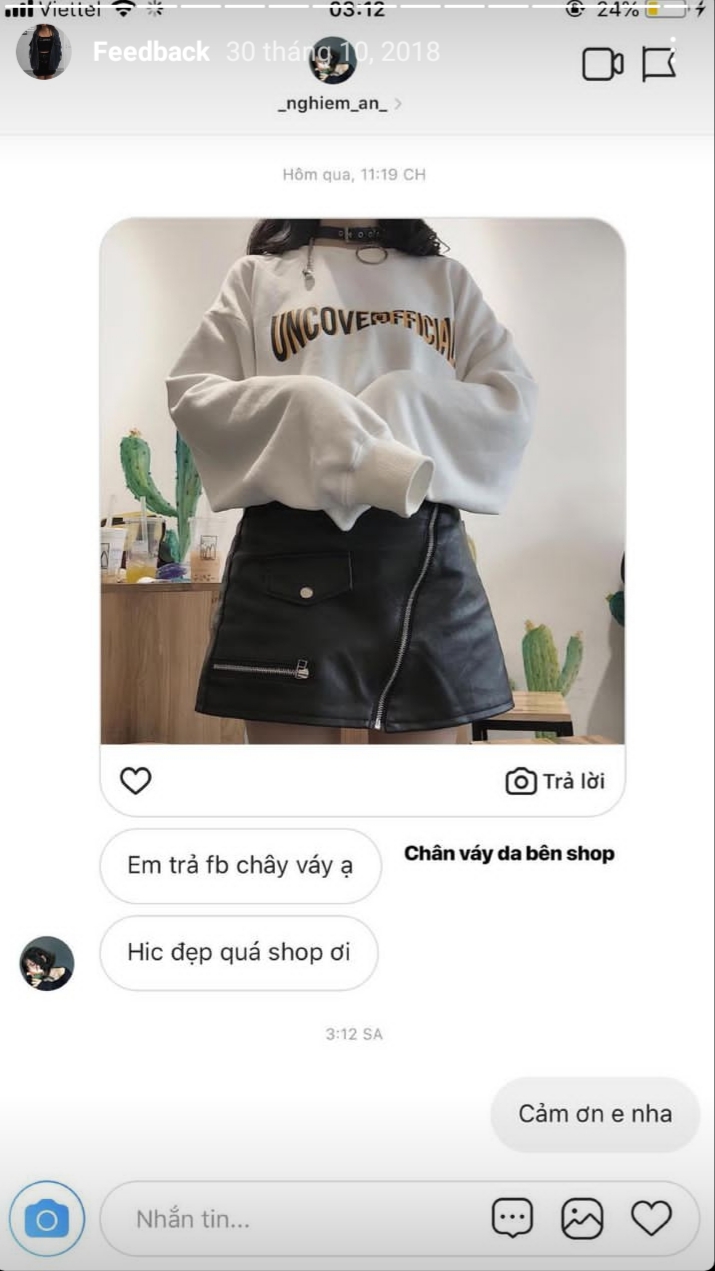 Viettel 03:12 24%
Feedback 30 tháng 10, 2018
_nghiem_an_
Hôm qua, 11:19 CH
UNCOVEROFFICIAL
Trả lời
Em trả fb chây váy ạ
Chân váy da bên shop
Hic đẹp quá shop ơi
3:12 SA
Cảm ơn e nha
Nhắn tin...